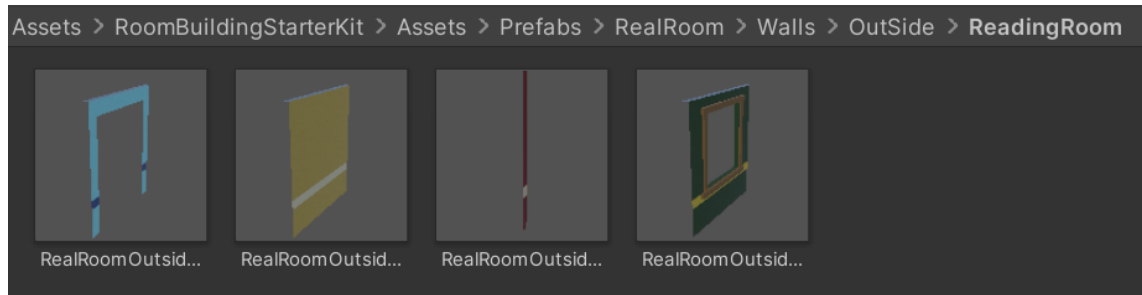 Assets > RoomBuildingStarterKit > Assets > Prefabs > RealRoom > Walls > OutSide > ReadingRoom
RealRoomOutsid... RealRoomOutsid... RealRoomOutsid... RealRoomOutsid...